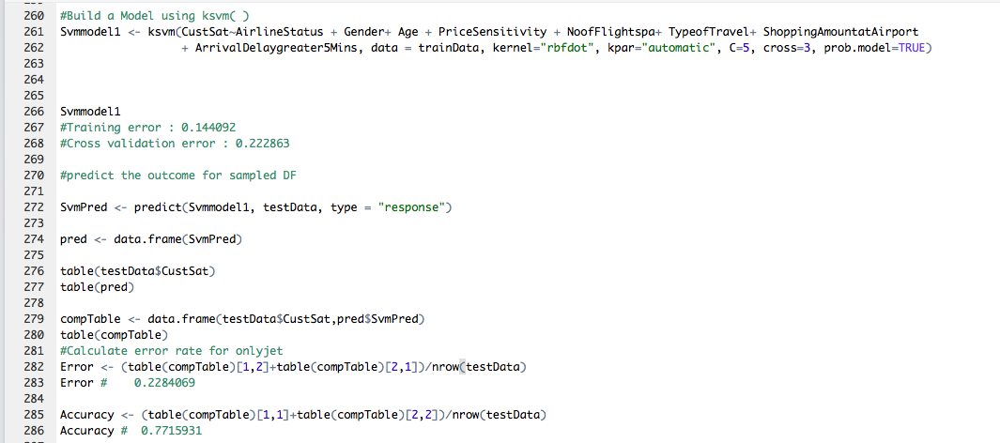 260 #Build a Model using ksvm( )
261 Svmmodel1 <- ksvm(CustSat~AirlineStatus + Gender+ Age + PriceSensitivity + NoofFlightspa+ TypeofTravel+ ShoppingAmountatAirport
262 + ArrivalDelaygreater5Mins, data = trainData, kernel="rbfdot", kpar="automatic", C=5, cross=3, prob.model=TRUE)
263
264
265
266 Svmmodel1
267 #Training error : 0.144092
268 #Cross validation error : 0.222863
269
270 #predict the outcome for sampled DF
271
272 SvmPred <- predict(Svmmodel1, testData, type = "response")
273
274 pred <- data.frame(SvmPred)
275
276 table(testData$CustSat)
277 table(pred)
278
279 compTable <- data.frame(testData$CustSat,pred$SvmPred)
280 table(compTable)
281 #Calculate error rate for onlyjet
282 Error <- (table(compTable)[1,2]+table(compTable)[2,1])/nrow(testData)
283 Error # 0.2284069
284
285 Accuracy <- (table(compTable)[1,1]+table(compTable)[2,2])/nrow(testData)
286 Accuracy # 0.7715931